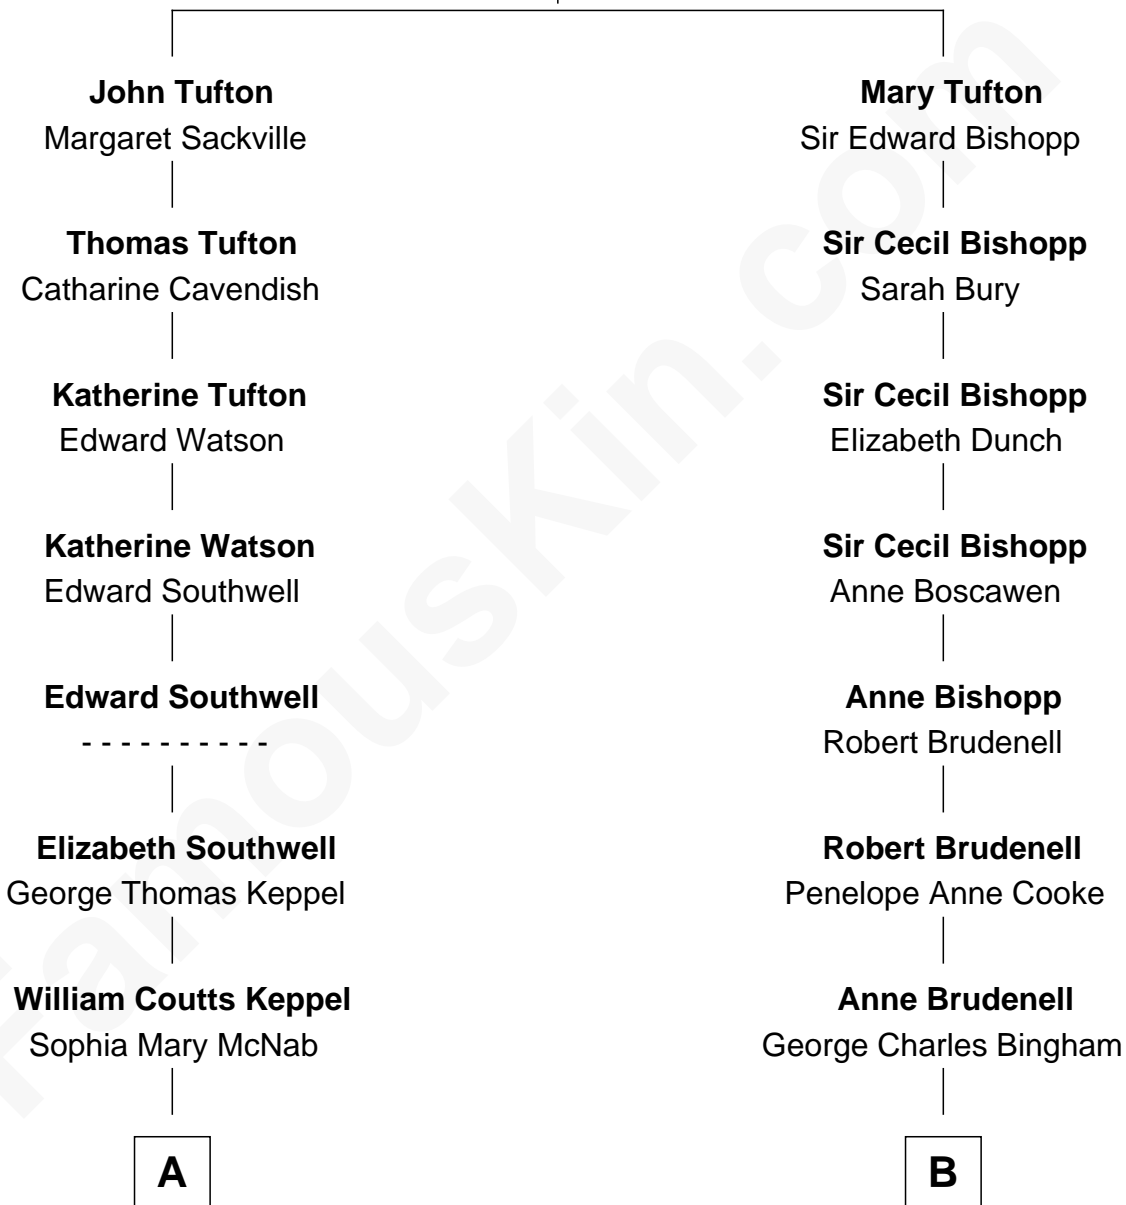 John Tufton
Margaret Sackville
Thomas Tufton
Catharine Cavendish
Katherine Tufton
Edward Watson
Katherine Watson
Edward Southwell
Edward Southwell
- - - - - - - - - -
Elizabeth Southwell
George Thomas Keppel
William Coutts Keppel
Sophia Mary McNab
A
Mary Tufton
Sir Edward Bishopp
Sir Cecil Bishopp
Sarah Bury
Sir Cecil Bishopp
Elizabeth Dunch
Sir Cecil Bishopp
Anne Boscawen
Anne Bishopp
Robert Brudenell
Robert Brudenell
Penelope Anne Cooke
Anne Brudenell
George Charles Bingham
B
FamousKin.com